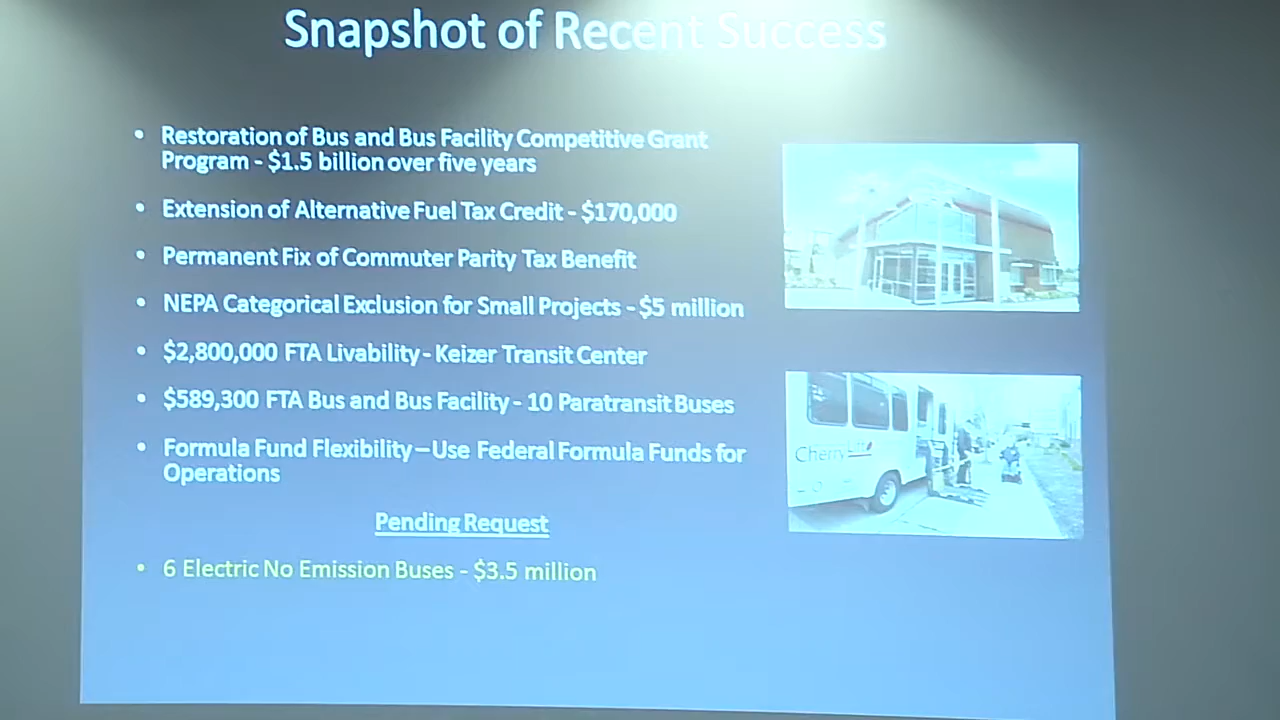 Snapshot of Recent Success
• Restoration of Bus and Bus Facility Competitive Grant
Program - $1.5 billion over five years
• Extension of Alternative Fuel Tax Credit - $170,000
• Permanent Fix of Commuter Parity Tax Benefit
• NEPA Categorical Exclusion for Small Projects - $5 million
• $2,800,000 FTA Livability - Keizer Transit Center
• $589,300 FTA Bus and Bus Facility - 10 Paratransit Buses
• Formula Fund Flexibility – Use Federal Formula Funds for
Operations
Pending Request
• 6 Electric No Emission Buses - $3.5 million
Cherry